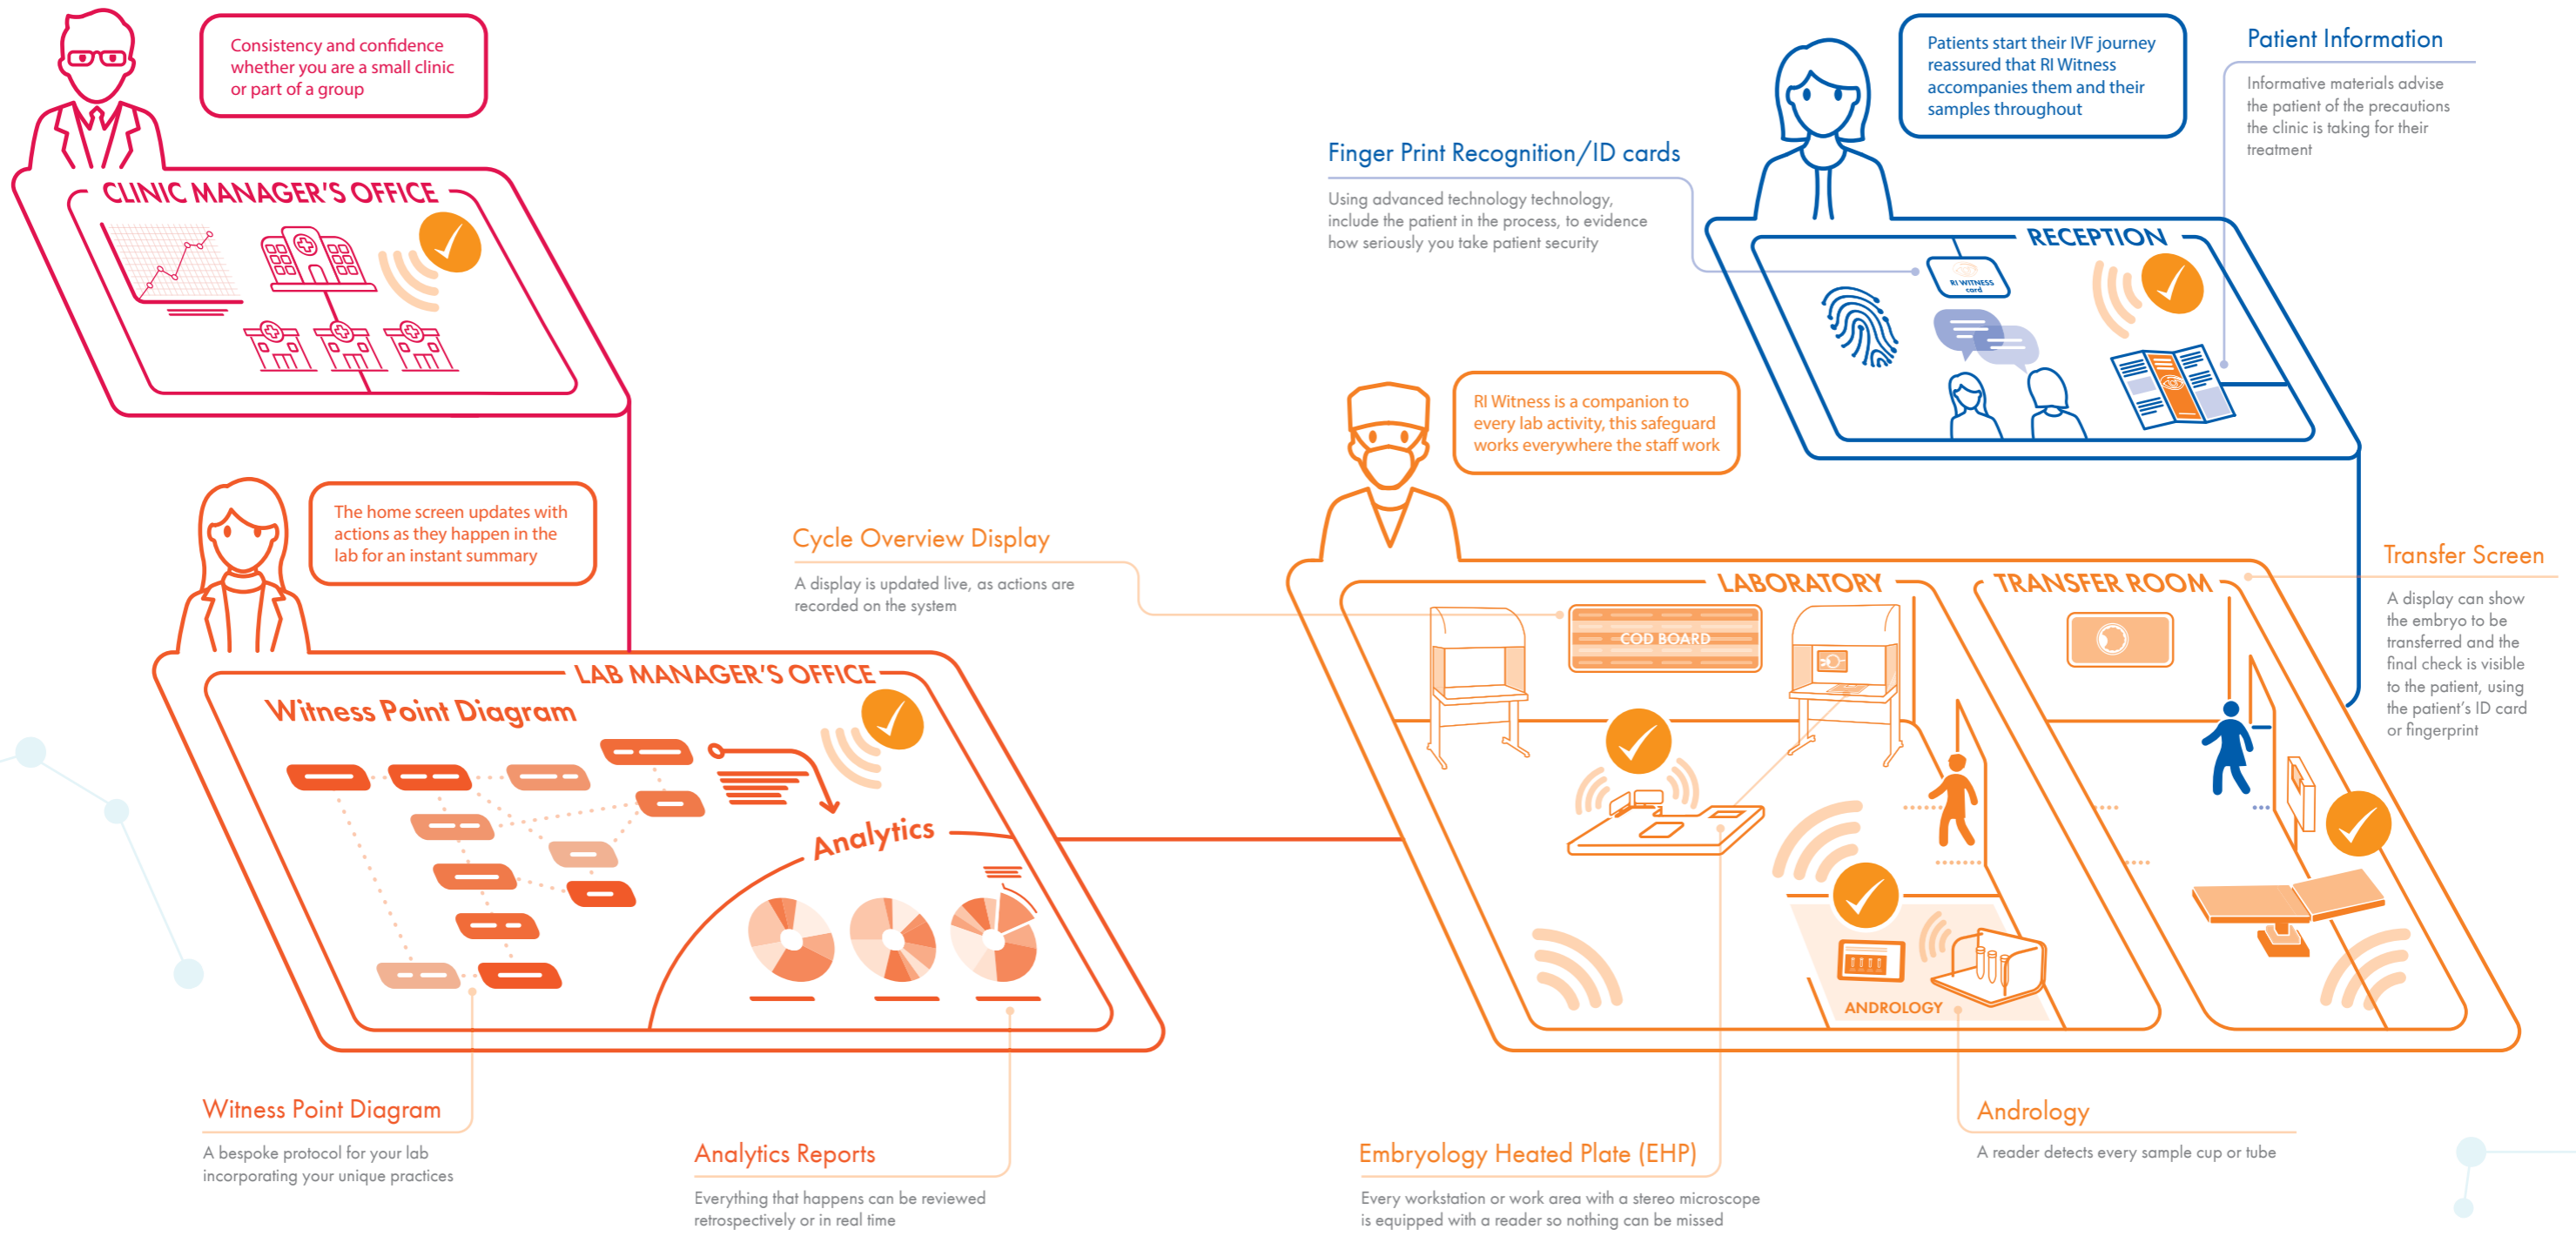 Consistency and confidence
whether you are a small clinic
or part of a group
CLINIC MANAGER'S OFFICE
Patients start their IVF journey
reassured that RI Witness
accompanies them and their
samples throughout
Patient Information
Informative materials advise
the patient of the precautions
the clinic is taking for their
treatment
Finger Print Recognition/ID cards
Using advanced technology technology,
include the patient in the process, to evidence
how seriously you take patient security
RECEPTION
RI WITNESS
card
RI Witness is a companion to
every lab activity, this safeguard
works everywhere the staff work
The home screen updates with
actions as they happen in the
lab for an instant summary
Cycle Overview Display
A display is updated live, as actions are
recorded on the system
LABORATORY
COD BOARD
TRANSFER ROOM
Transfer Screen
A display can show
the embryo to be
transferred and the
final check is visible
to the patient, using
the patient's ID card
or fingerprint
LAB MANAGER'S OFFICE
Witness Point Diagram
Analytics
ANDROLOGY
Witness Point Diagram
A bespoke protocol for your lab
incorporating your unique practices
Analytics Reports
Everything that happens can be reviewed
retrospectively or in real time
Embryology Heated Plate (EHP)
Every workstation or work area with a stereo microscope
is equipped with a reader so nothing can be missed
Andrology
A reader detects every sample cup or tube